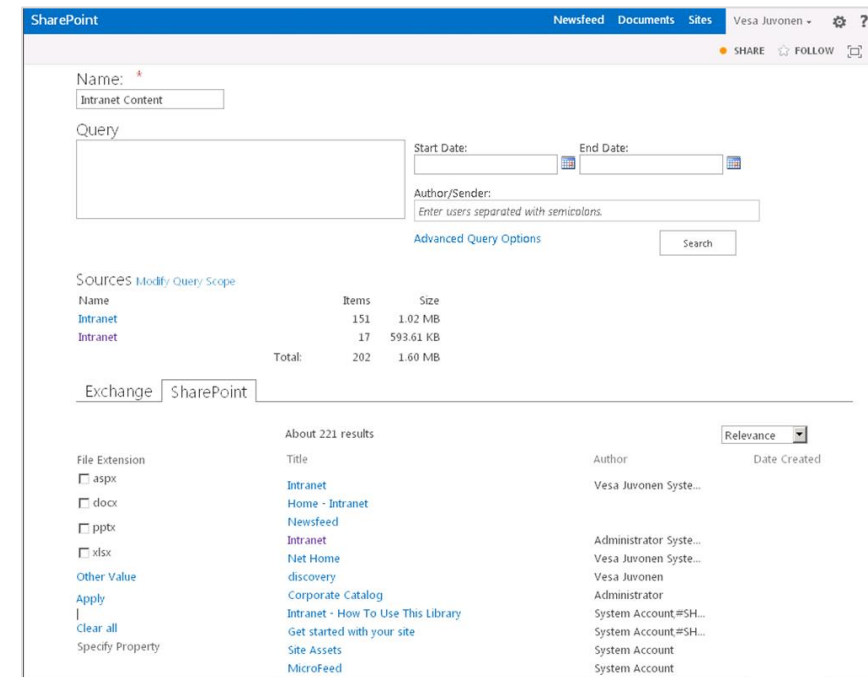 SharePoint Newsfeed Documents Sites Vesa Juvonen ?
SHARE FOLLOW
Name: *
Intranet Content
Query
Start Date: End Date:
Author/Sender:
Enter users separated with semicolons.
Advanced Query Options Search
Sources Modify Query Scope
Name Items Size
Intranet 151 1.02 MB
Intranet 17 593.61 KB
Total: 202 1.60 MB
Exchange SharePoint
About 221 results Relevance
File Extension Title Author Date Created
aspx Intranet Vesa Juvonen Syste...
docx Home - Intranet
Newsfeed
pptx Intranet Administrator Syste...
xlsx Net Home Vesa Juvonen Syste...
Other Value discovery Vesa Juvonen
Apply Corporate Catalog Administrator
Intranet - How To Use This Library System Account,#SH...
Clear all Get started with your site System Account,#SH...
Specify Property Site Assets System Account
MicroFeed System Account